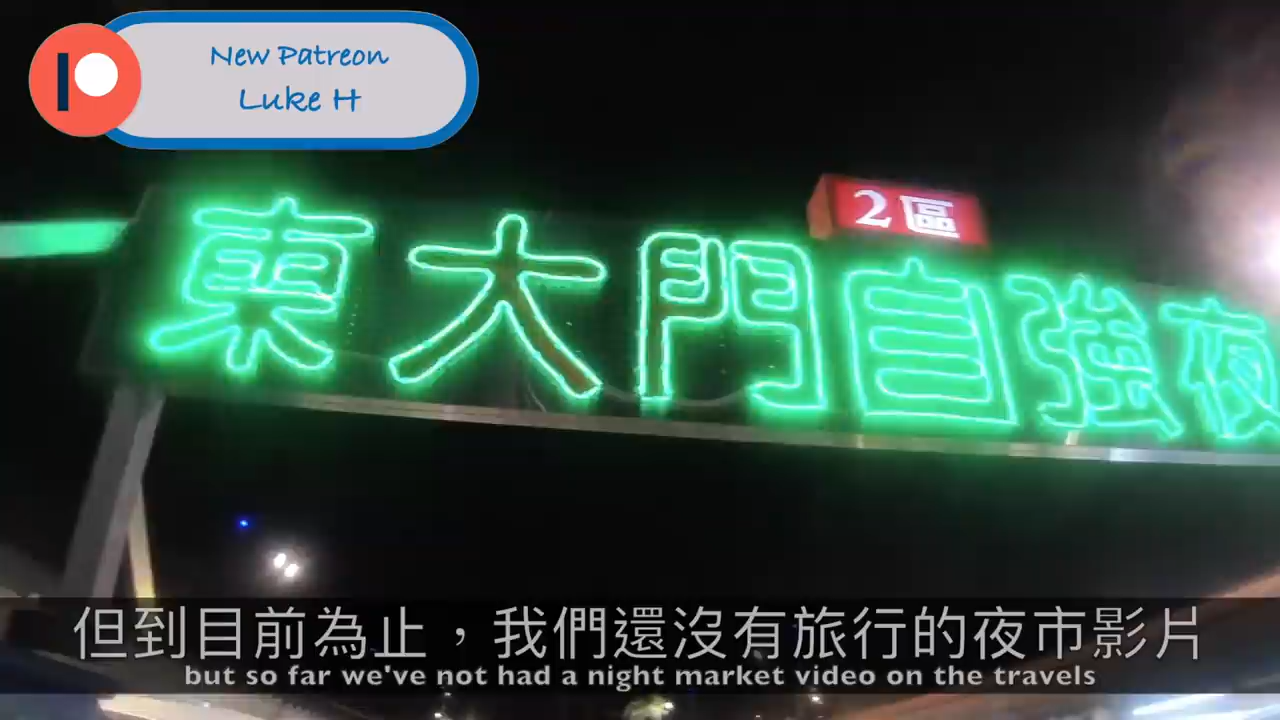 New Patreon
Luke H
2區
東大門自強夜
但到目前為止，我們還沒有旅行的夜市影片
but so far we've not had a night market video on the travels